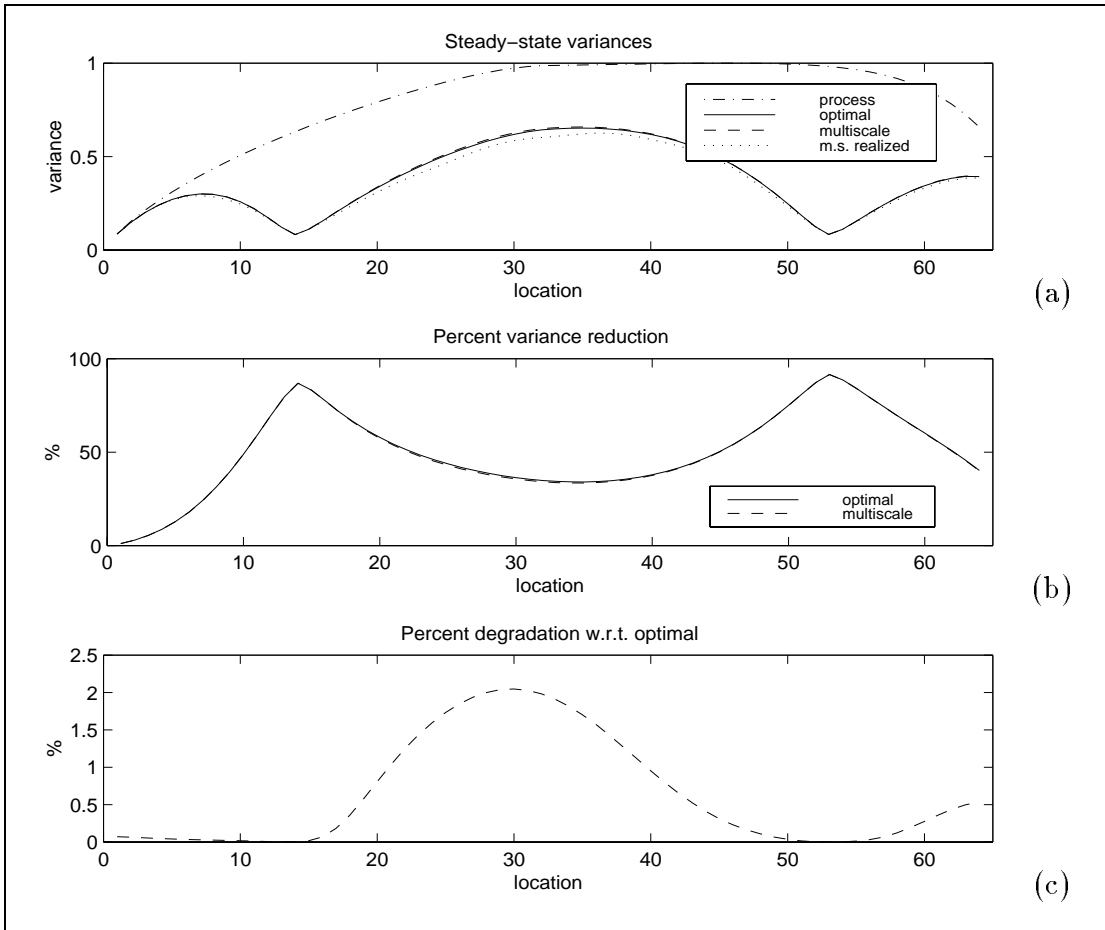 Steady−state variances
1
0.5
0
variance
process
optimal
multiscale
m.s. realized
0 10 20 30 40 50 60
location
(a)
Percent variance reduction
100
50
0
%
optimal
multiscale
0 10 20 30 40 50 60
location
(b)
Percent degradation w.r.t. optimal
2.5
2
1.5
1
0.5
0
%
0 10 20 30 40 50 60
location
(c)